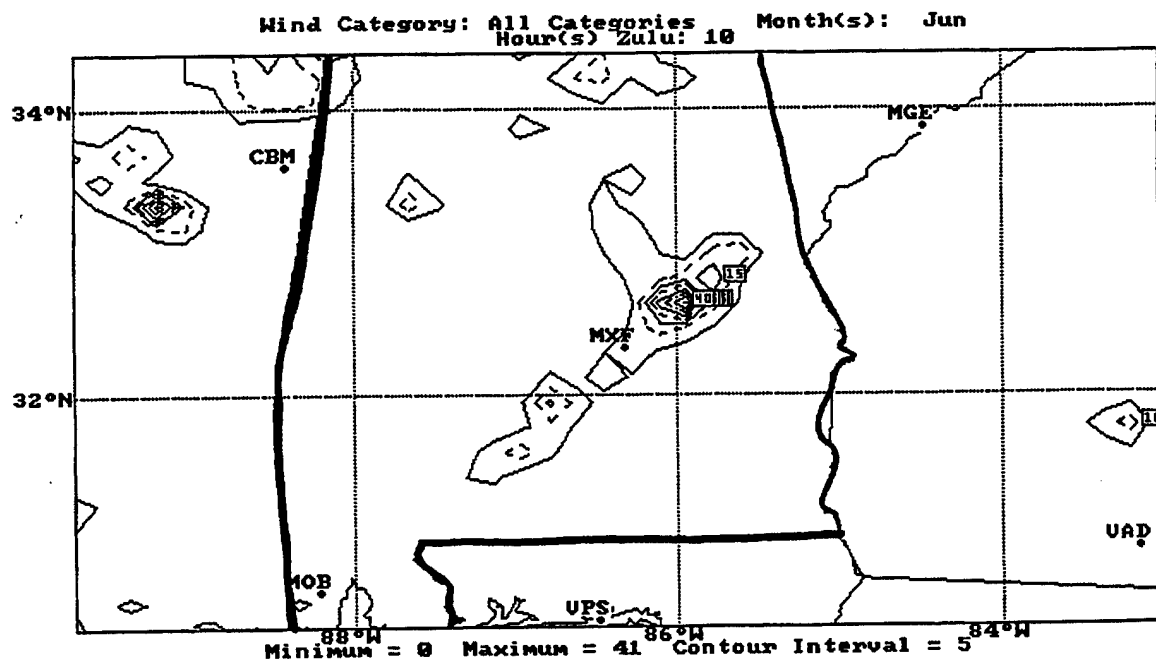 Wind Category: All Categories Month(s): Jun
Hour(s) Zulu: 10
34°N
MGE
CBM
15
40
MXF
32°N
10
VAD
MOB
VPS
88°W 86°W 84°W
Minimum = 0 Maximum = 41 Contour Interval = 5